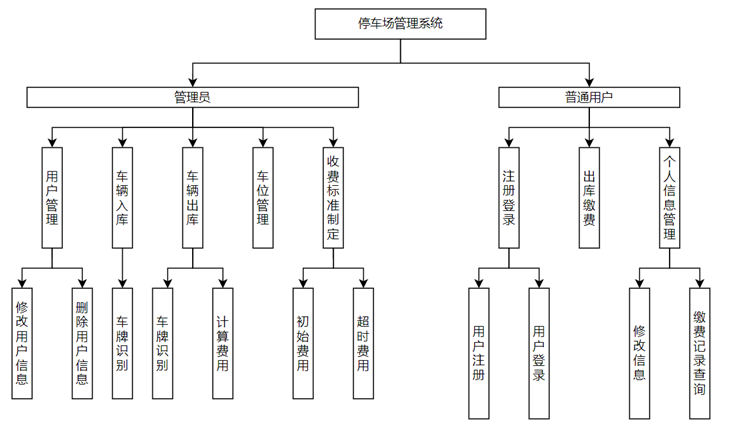 停车场管理系统
管理员
普通用户
用户管理
车辆入库
车辆出库
车位管理
收费标准制定
注册登录
出库缴费
个人信息管理
修改用户信息
删除用户信息
车牌识别
车牌识别
计算费用
初始费用
超时费用
用户注册
用户登录
修改信息
缴费记录查询